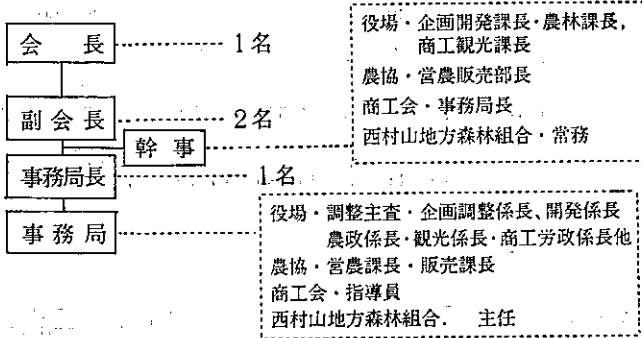 会長 1名
役場・企画開発課長・農林課長,
商工観光課長
農協・営農販売部長
商工会・事務局長
西村山地方森林組合・常務
副会長 2名
幹事
事務局長 1名
事務局
役場・調整主査・企画調整係長、開発係長
農政係長・観光係長・商工労政係長他
農協・営農課長・販売課長
商工会・指導員
西村山地方森林組合. 主任